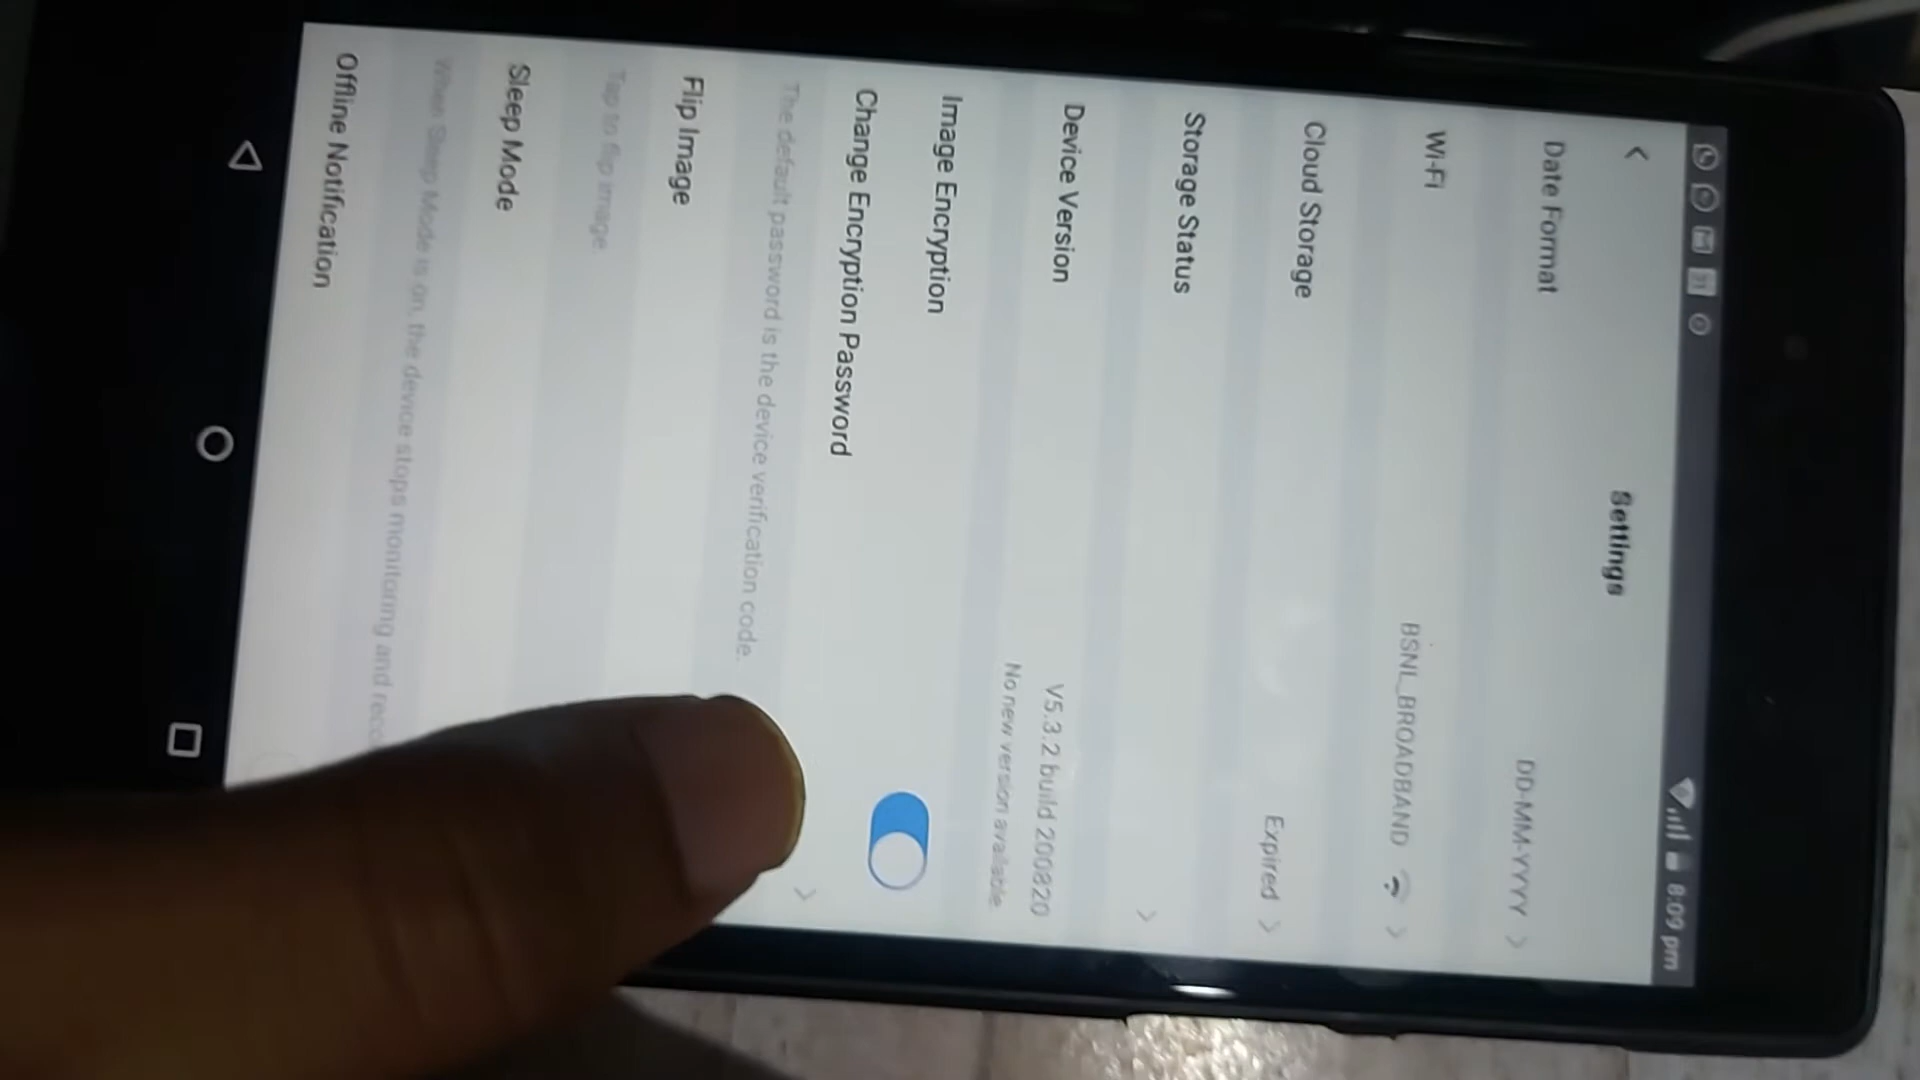 8:09 pm
Settings
Date Format DD-MM-YYYY
Wi-Fi BSNL_BROADBAND
Cloud Storage Expired
Storage Status
Device Version V5.3.2 build 200820
No new version available
Image Encryption
Change Encryption Password
The default password is the device verification code.
Flip Image
Tap to flip image.
Sleep Mode
When Sleep Mode is on, the device stops monitoring and
Offline Notification